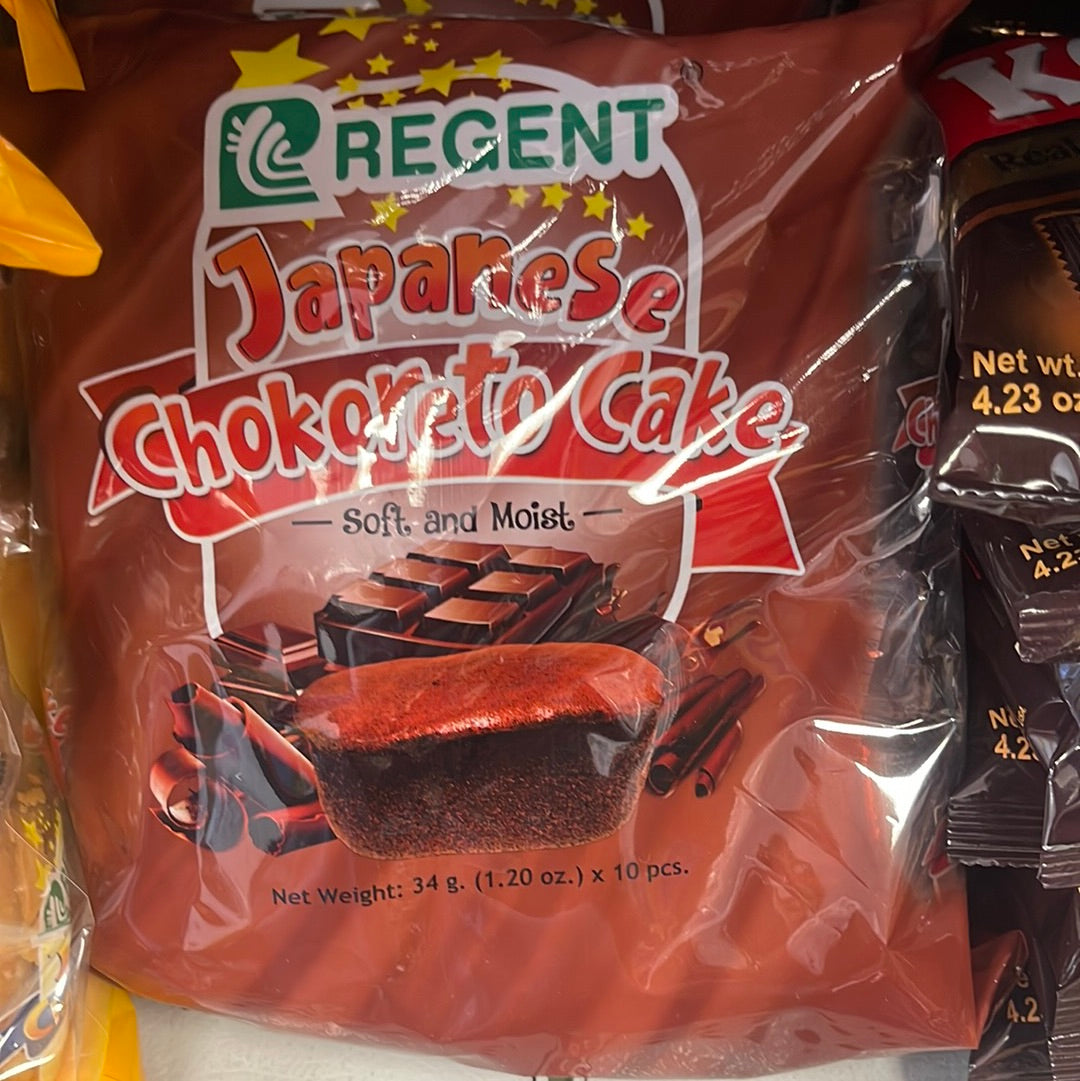 REGENT
Japanese
Chokoreto Cake
— Soft and Moist —
Net Weight: 34 g. (1.20 oz.) x 10 pcs.
Net wt.
4.23 oz
Net